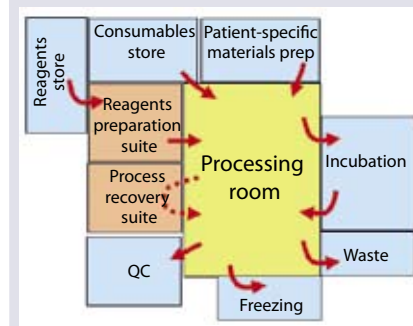 Reagents
store
Consumables
store
Patient-specific
materials prep
Reagents
preparation
suite
Process
recovery
suite
Processing
room
Incubation
QC
Waste
Freezing